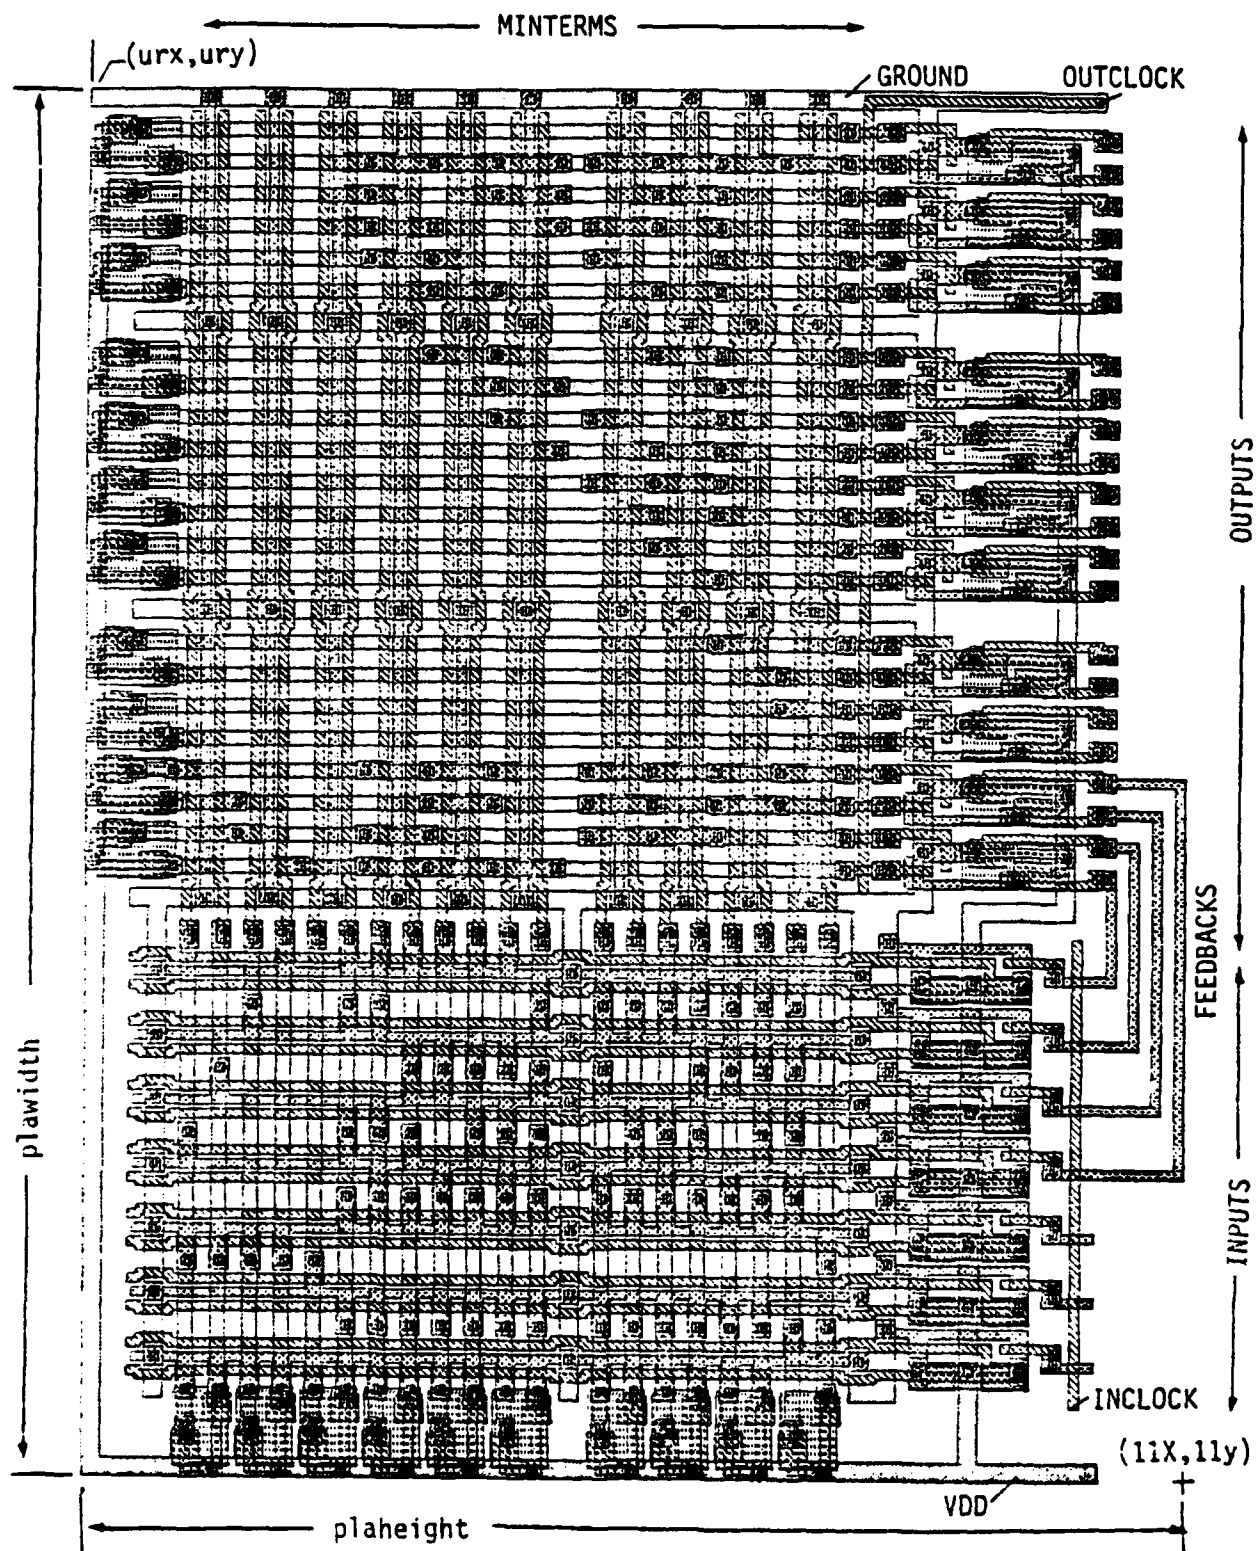 MINTERMS
(urx,ury)
GROUND
OUTCLOCK
OUTPUTS
FEEDBACKS
plawidth
INPUTS
INCLOCK
(llX,lly)
VDD
plaheight